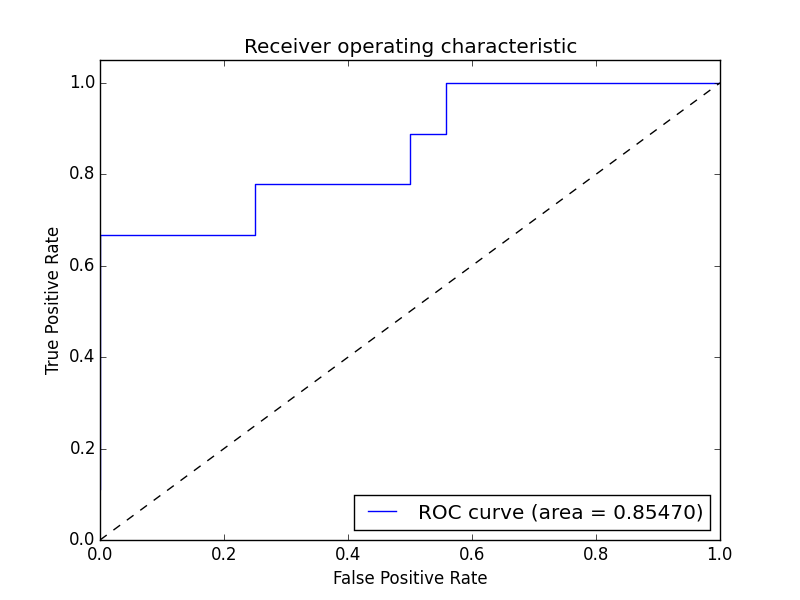 Receiver operating characteristic
1.0
0.8
0.6
0.4
0.2
0.0
True Positive Rate
ROC curve (area = 0.85470)
0.0 0.2 0.4 0.6 0.8 1.0
False Positive Rate